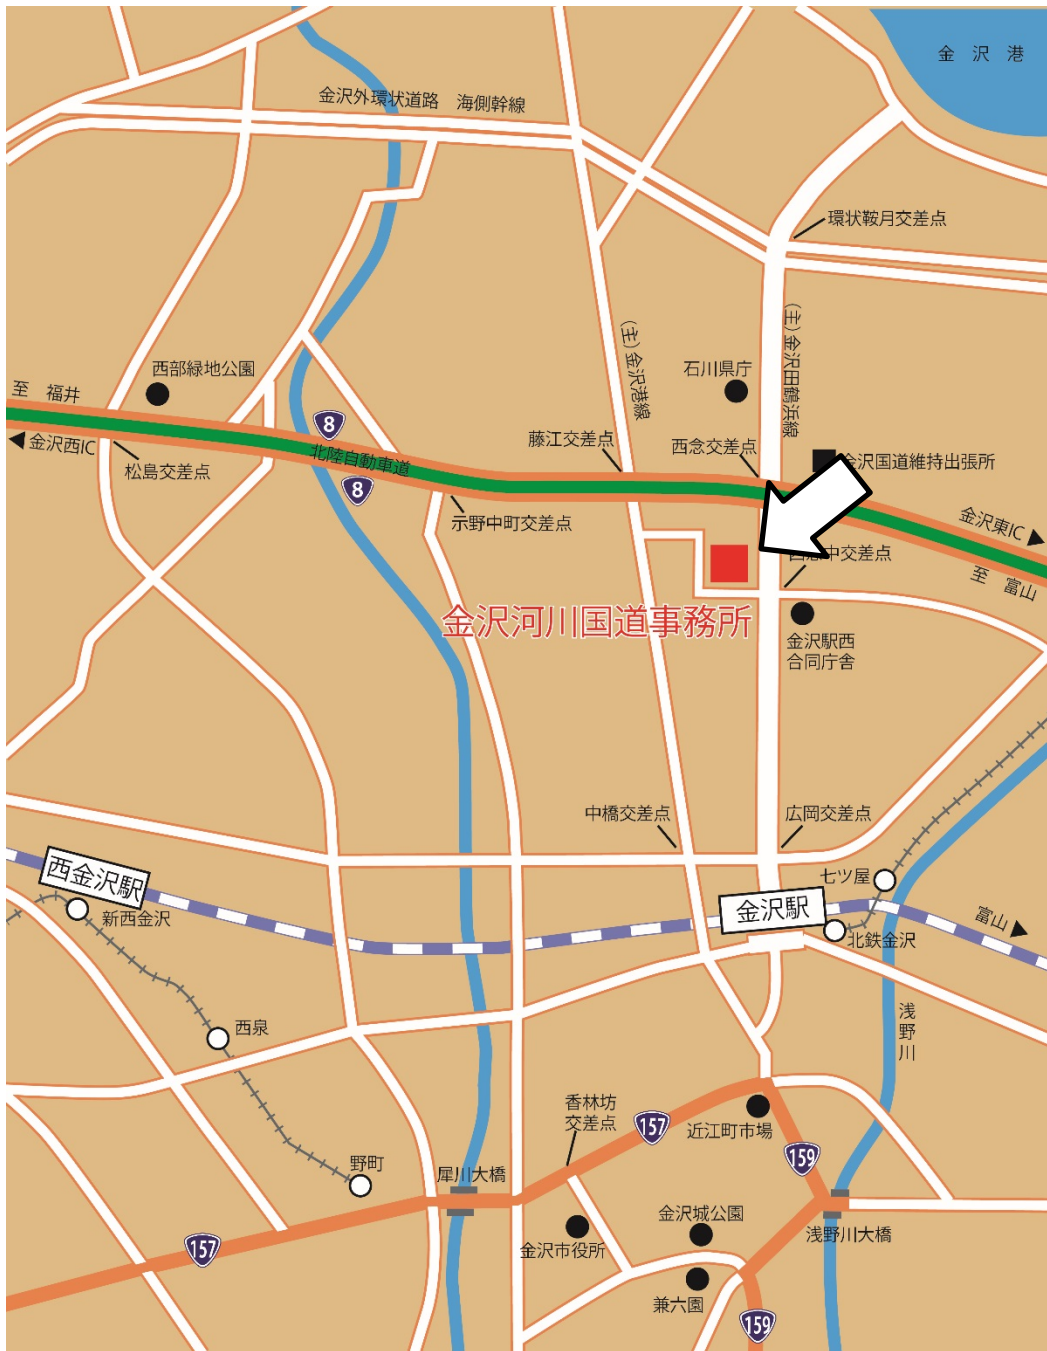 金沢港
金沢外環状道路　海側幹線
環状鞍月交差点
(主)金沢港線
(主)金沢田鶴浜線
西部緑地公園
石川県庁
至　福井
金沢西IC
8
北陸自動車道
8
松島交差点
藤江交差点
西念交差点
金沢国道維持出張所
示野中町交差点
金沢東IC
至　富山
中交差点
金沢河川国道事務所
金沢駅西
合同庁舎
中橋交差点
広岡交差点
西金沢駅
新西金沢
七ツ屋
金沢駅
北鉄金沢
富山
西泉
浅野川
香林坊
交差点
157
近江町市場
159
野町
犀川大橋
金沢城公園
浅野川大橋
157
金沢市役所
兼六園
159